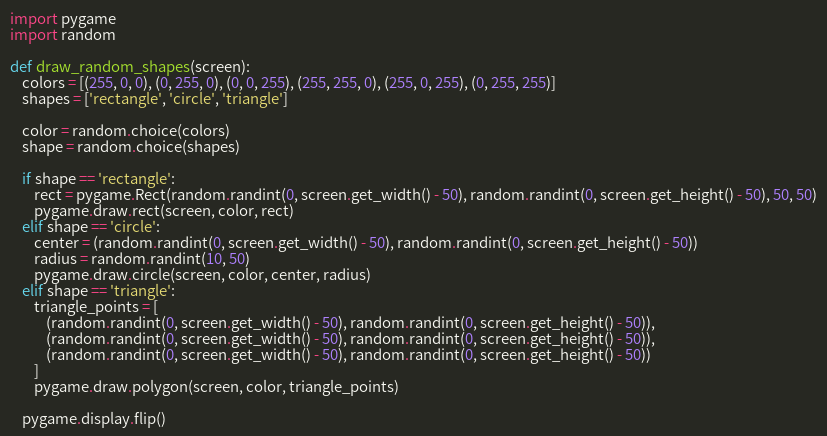 import pygame
import random

def draw_random_shapes(screen):
    colors = [(255, 0, 0), (0, 255, 0), (0, 0, 255), (255, 255, 0), (255, 0, 255), (0, 255, 255)]
    shapes = ['rectangle', 'circle', 'triangle']

    color = random.choice(colors)
    shape = random.choice(shapes)

    if shape == 'rectangle':
        rect = pygame.Rect(random.randint(0, screen.get_width() - 50), random.randint(0, screen.get_height() - 50), 50, 50)
        pygame.draw.rect(screen, color, rect)
    elif shape == 'circle':
        center = (random.randint(0, screen.get_width() - 50), random.randint(0, screen.get_height() - 50))
        radius = random.randint(10, 50)
        pygame.draw.circle(screen, color, center, radius)
    elif shape == 'triangle':
        triangle_points = [
            (random.randint(0, screen.get_width() - 50), random.randint(0, screen.get_height() - 50)),
            (random.randint(0, screen.get_width() - 50), random.randint(0, screen.get_height() - 50)),
            (random.randint(0, screen.get_width() - 50), random.randint(0, screen.get_height() - 50))
        ]
        pygame.draw.polygon(screen, color, triangle_points)

    pygame.display.flip()